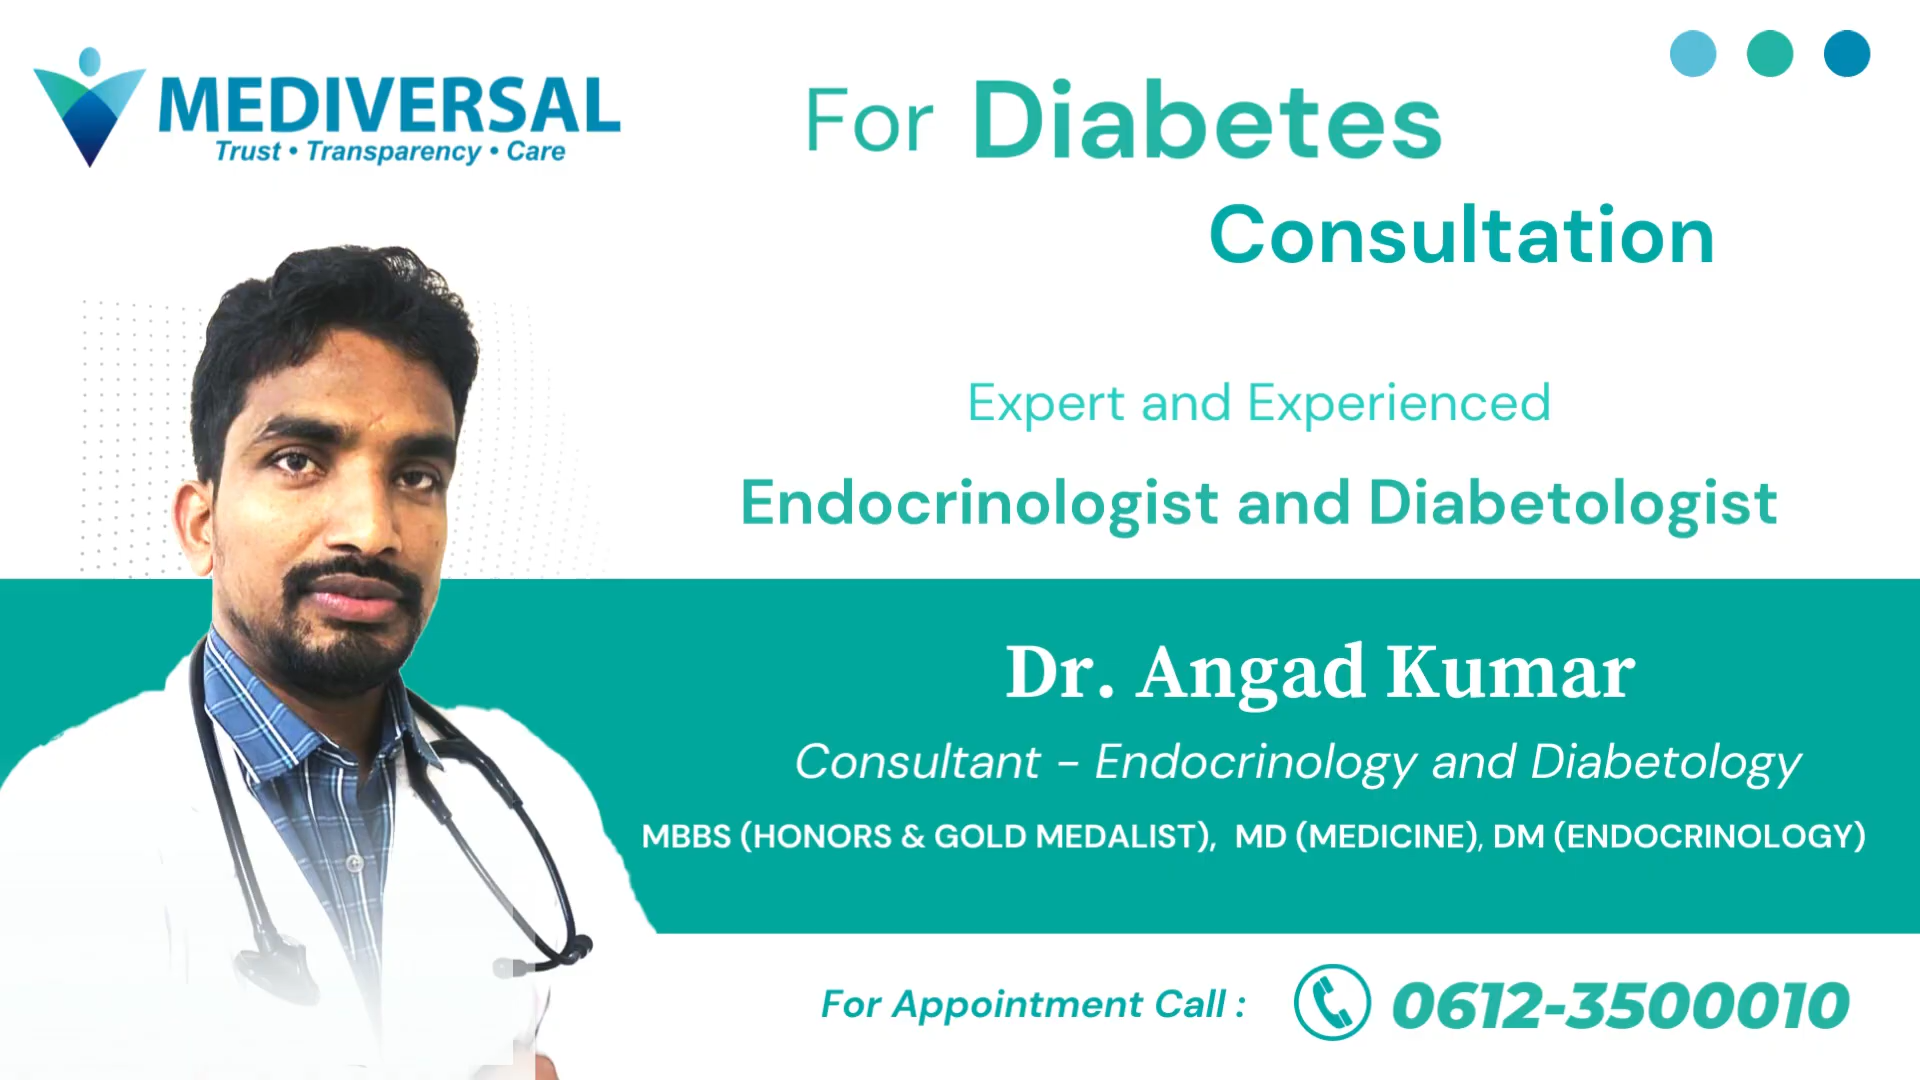 MEDIVERSAL
Trust • Transparency • Care
For Diabetes
Consultation
Expert and Experienced
Endocrinologist and Diabetologist
Dr. Angad Kumar
Consultant - Endocrinology and Diabetology
MBBS (HONORS & GOLD MEDALIST), MD (MEDICINE), DM (ENDOCRINOLOGY)
For Appointment Call : 0612-3500010